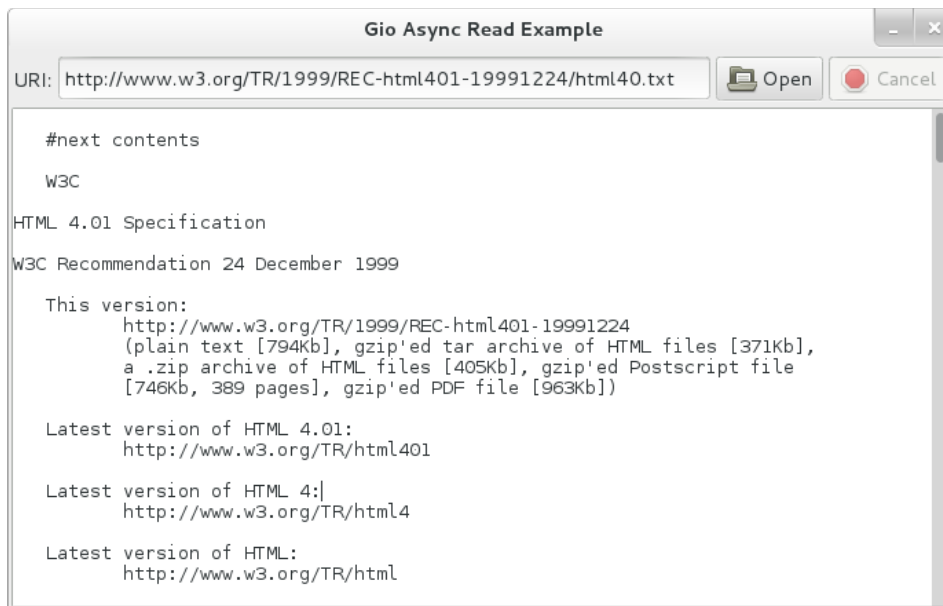 Gio Async Read Example
URI: http://www.w3.org/TR/1999/REC-html401-19991224/html40.txt Open Cancel
#next contents
W3C
HTML 4.01 Specification
W3C Recommendation 24 December 1999
This version:
http://www.w3.org/TR/1999/REC-html401-19991224
(plain text [794Kb], gzip'ed tar archive of HTML files [371Kb],
a .zip archive of HTML files [405Kb], gzip'ed Postscript file
[746Kb, 389 pages], gzip'ed PDF file [963Kb])
Latest version of HTML 4.01:
http://www.w3.org/TR/html401
Latest version of HTML 4:
http://www.w3.org/TR/html4
Latest version of HTML:
http://www.w3.org/TR/html